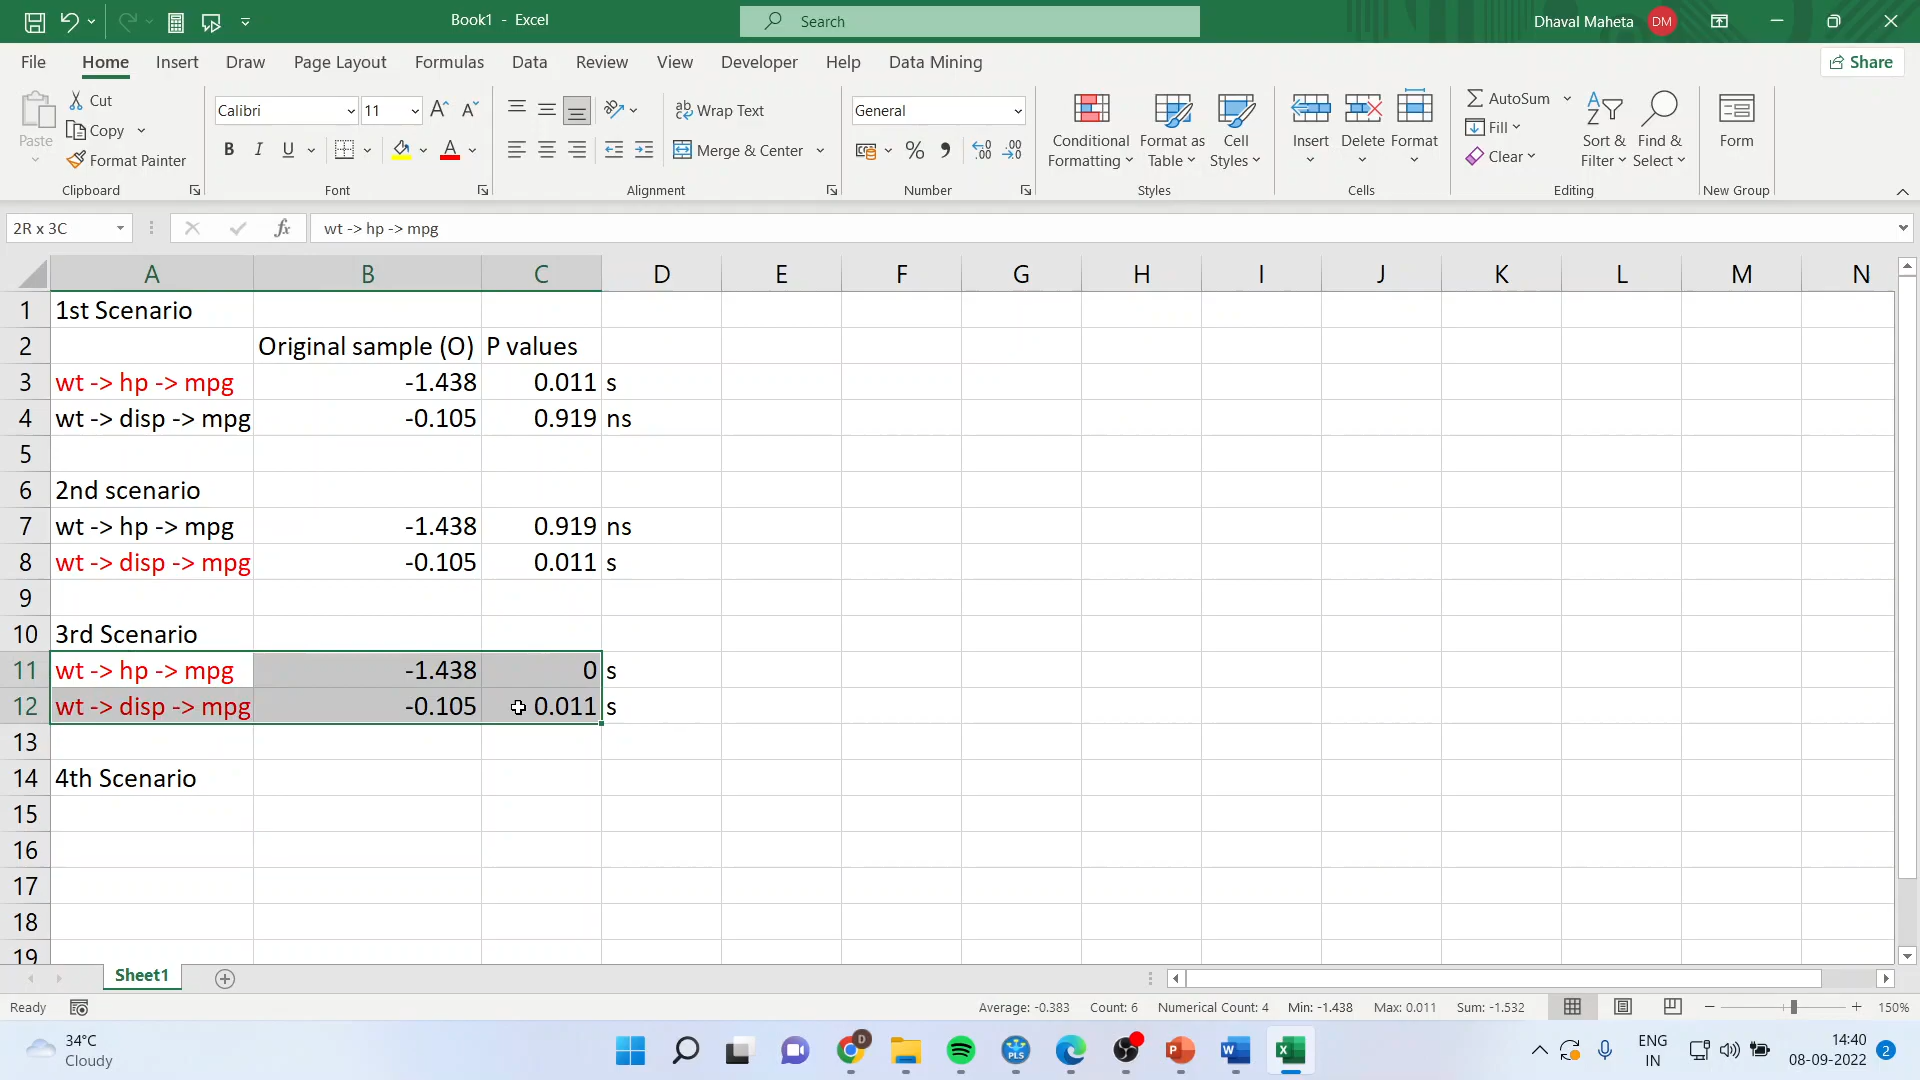 Book1 - Excel
Search
Dhaval Maheta
DM
File
Home
Insert
Draw
Page Layout
Formulas
Data
Review
View
Developer
Help
Data Mining
Share
Paste
Cut
Copy
Format Painter
Clipboard
Calibri
11
B
I
U
Font
Wrap Text
Merge & Center
Alignment
General
Number
Conditional Formatting
Format as Table
Cell Styles
Styles
Insert
Delete
Format
Cells
AutoSum
Fill
Clear
Sort & Filter
Find & Select
Editing
Form
New Group
2R x 3C
fx
wt -> hp -> mpg
A B C D E F G H I J K L M N
1 1st Scenario
2 Original sample (O) P values
3 wt -> hp -> mpg -1.438 0.011 s
4 wt -> disp -> mpg -0.105 0.919 ns
5
6 2nd scenario
7 wt -> hp -> mpg -1.438 0.919 ns
8 wt -> disp -> mpg -0.105 0.011 s
9
10 3rd Scenario
11 wt -> hp -> mpg -1.438 0 s
12 wt -> disp -> mpg -0.105 0.011 s
13
14 4th Scenario
15
16
17
18
19
Sheet1
Ready
Average: -0.383
Count: 6
Numerical Count: 4
Min: -1.438
Max: 0.011
Sum: -1.532
150%
34°C
Cloudy
D
PLS
ENG
IN
14:40
08-09-2022
2